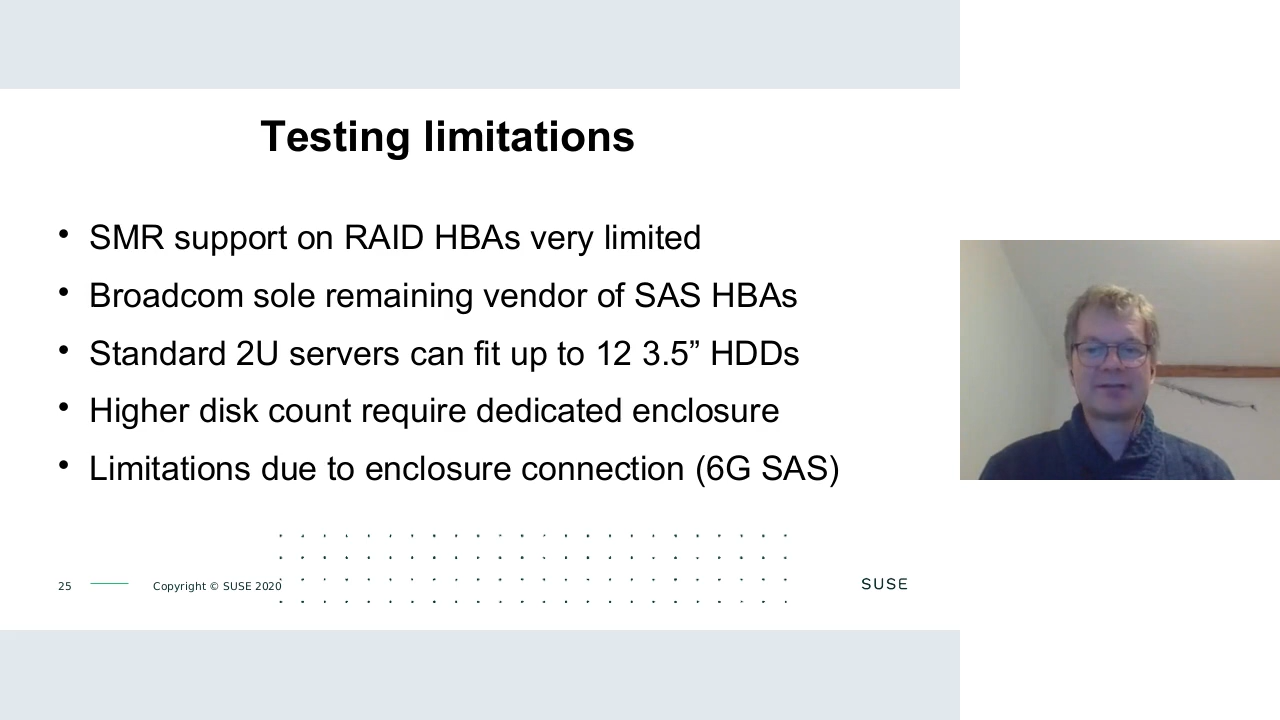 Testing limitations
• SMR support on RAID HBAs very limited
• Broadcom sole remaining vendor of SAS HBAs
• Standard 2U servers can fit up to 12 3.5” HDDs
• Higher disk count require dedicated enclosure
• Limitations due to enclosure connection (6G SAS)
25 Copyright © SUSE 2020 SUSE